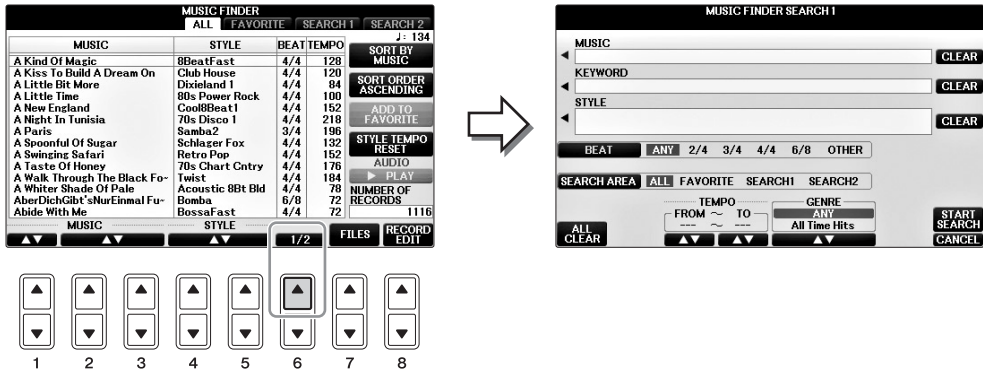 MUSIC FINDER
ALL FAVORITE SEARCH 1 SEARCH 2
♩: 134
MUSIC STYLE BEAT TEMPO
A Kind Of Magic 8BeatFast 4/4 128
A Kiss To Build A Dream On Club House 4/4 120
A Little Bit More Dixieland 1 4/4 84
A Little Time 80s Power Rock 4/4 100
A New England Cool8Beat1 4/4 152
A Night In Tunisia 70s Disco 1 4/4 218
A Paris Samba2 3/4 196
A Spoonful Of Sugar Schlager Fox 4/4 132
A Swinging Safari Retro Pop 4/4 152
A Taste Of Honey 70s Chart Cntry 4/4 176
A Walk Through The Black Fo~ Twist 4/4 184
A Whiter Shade Of Pale Acoustic 8Bt Bld 4/4 78
AberDichGibt'sNurEinmal Fu~ Bomba 6/8 72
Abide With Me BossaFast 4/4 72
SORT BY
MUSIC
SORT ORDER
ASCENDING
ADD TO
FAVORITE
STYLE TEMPO
RESET
AUDIO
▶ PLAY
NUMBER OF
RECORDS
1116
MUSIC STYLE
▲▼ ▲▼ ▲▼ 1/2 FILES RECORD
EDIT
1 2 3 4 5 6 7 8
MUSIC FINDER SEARCH 1
MUSIC
CLEAR
KEYWORD
CLEAR
STYLE
CLEAR
BEAT ANY 2/4 3/4 4/4 6/8 OTHER
SEARCH AREA ALL FAVORITE SEARCH1 SEARCH2
TEMPO GENRE
FROM ~ TO ANY
--- ~ --- All Time Hits
▲▼ ▲▼ ▲▼
ALL
CLEAR
START
SEARCH
CANCEL